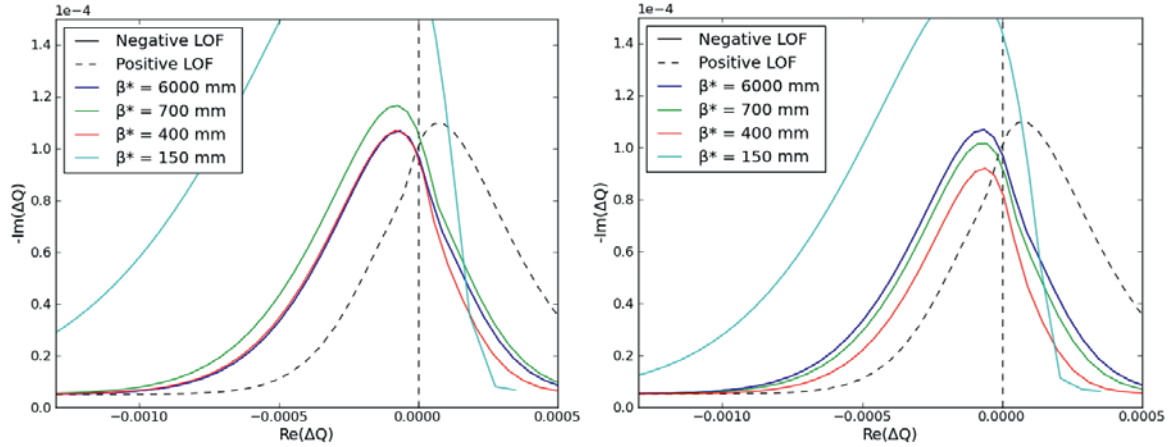 1e−4
1.4
1.2
1.0
0.8
0.6
0.4
0.2
0.0
-Im(ΔQ)
Negative LOF
Positive LOF
β* = 6000 mm
β* = 700 mm
β* = 400 mm
β* = 150 mm
−0.0010
−0.0005
0.0000
0.0005
Re(ΔQ)
1e−4
1.4
1.2
1.0
0.8
0.6
0.4
0.2
0.0
-Im(ΔQ)
Negative LOF
Positive LOF
β* = 6000 mm
β* = 700 mm
β* = 400 mm
β* = 150 mm
−0.0010
−0.0005
0.0000
0.0005
Re(ΔQ)